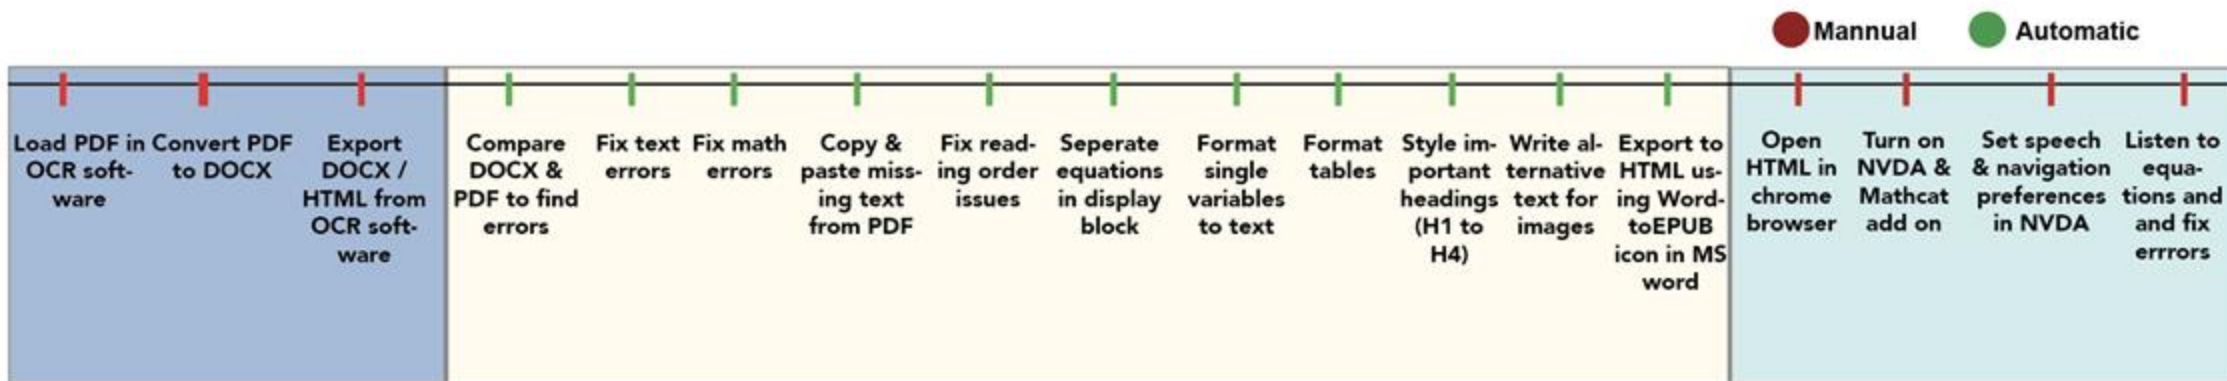 Mannual
Automatic
Load PDF in
OCR soft-
ware
Convert PDF
to DOCX
Export
DOCX /
HTML from
OCR soft-
ware
Compare
DOCX &
PDF to find
errors
Fix text
errors
Fix math
errors
Copy &
paste miss-
ing text
from PDF
Fix read-
ing order
issues
Seperate
equations
in display
block
Format
single
variables
to text
Format
tables
Style im-
portant
headings
(H1 to
H4)
Write al-
ternative
text for
images
Export to
HTML us-
ing Word-
toEPUB
icon in MS
word
Open
HTML in
chrome
browser
Turn on
NVDA &
Mathcat
add on
Set speech
& navigation
preferences
in NVDA
Listen to
equa-
tions and
and fix
errrors